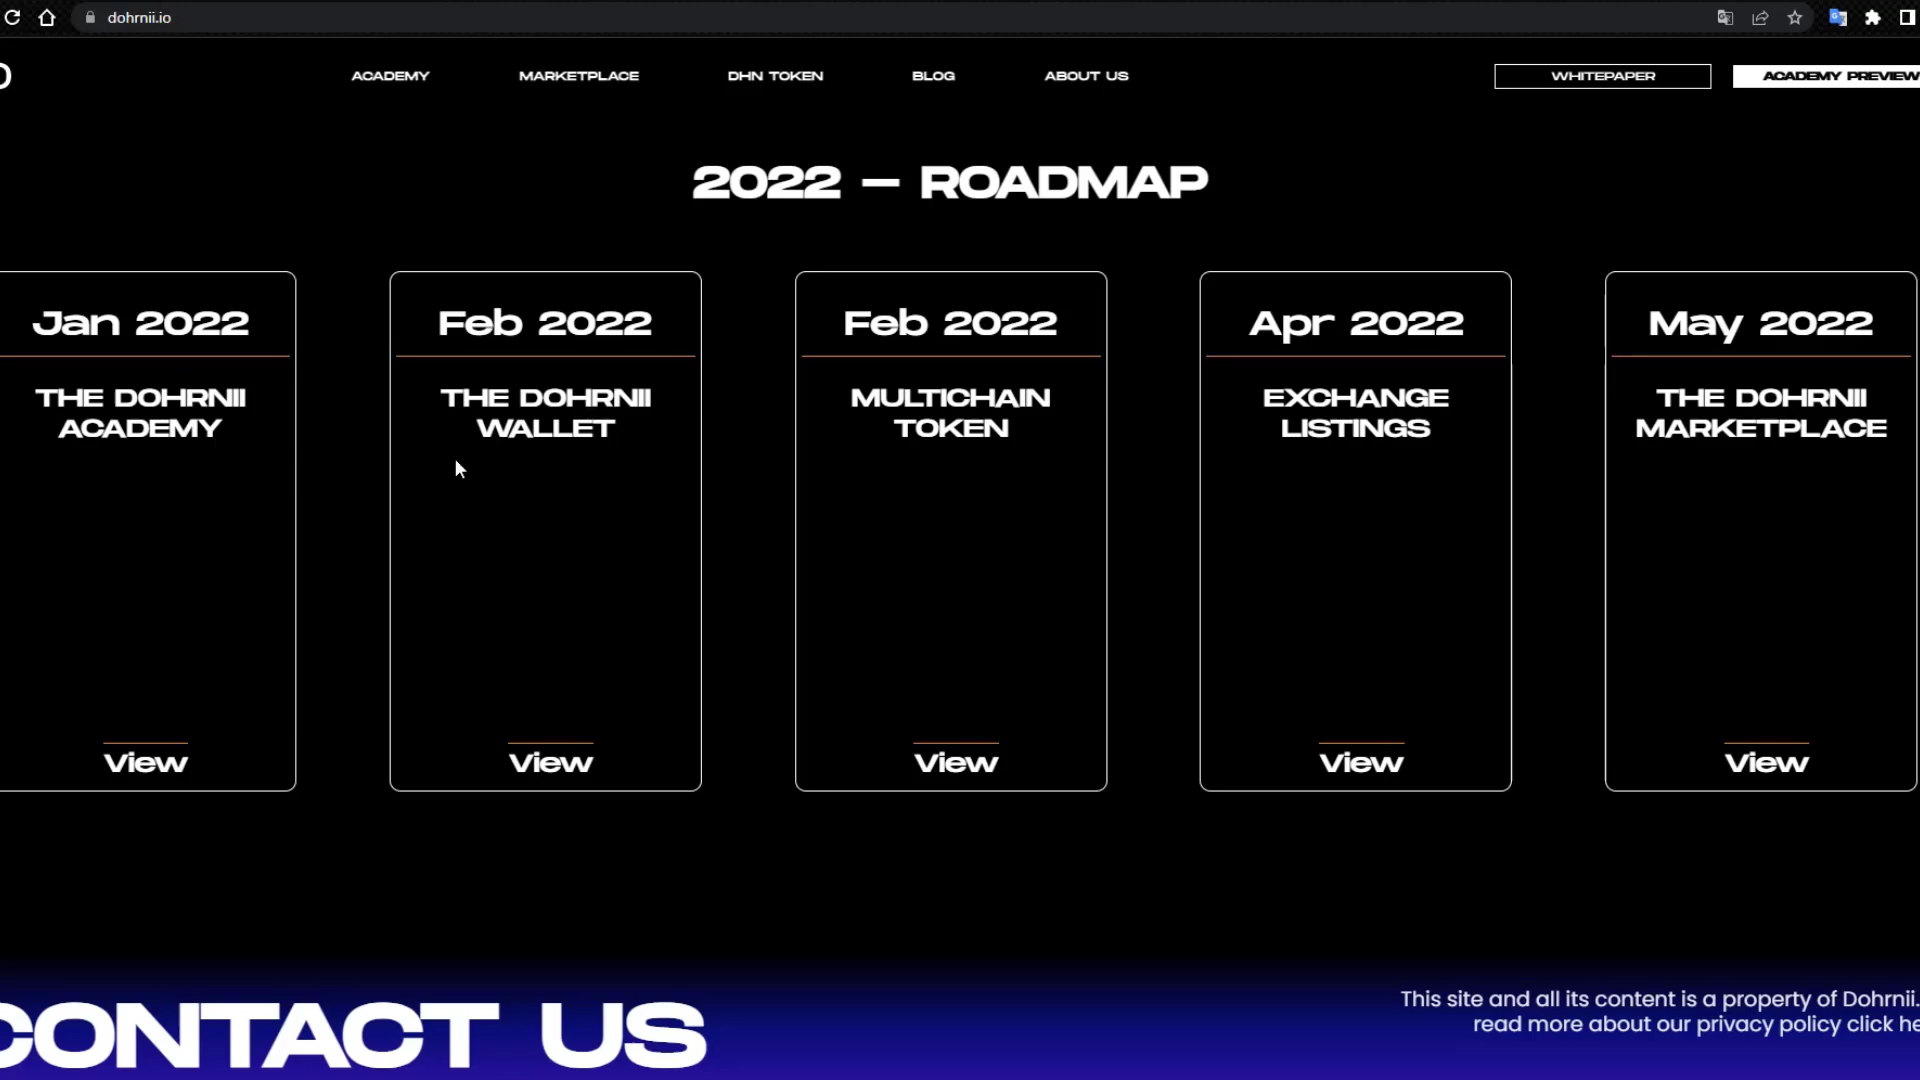 dohrnii.io
ACADEMY
MARKETPLACE
DHN TOKEN
BLOG
ABOUT US
WHITEPAPER
ACADEMY PREVIEW
2022 — ROADMAP
Jan 2022
THE DOHRNII
ACADEMY
View
Feb 2022
THE DOHRNII
WALLET
View
Feb 2022
MULTICHAIN
TOKEN
View
Apr 2022
EXCHANGE
LISTINGS
View
May 2022
THE DOHRNII
MARKETPLACE
View
CONTACT US
This site and all its content is a property of Dohrnii.
read more about our privacy policy click he